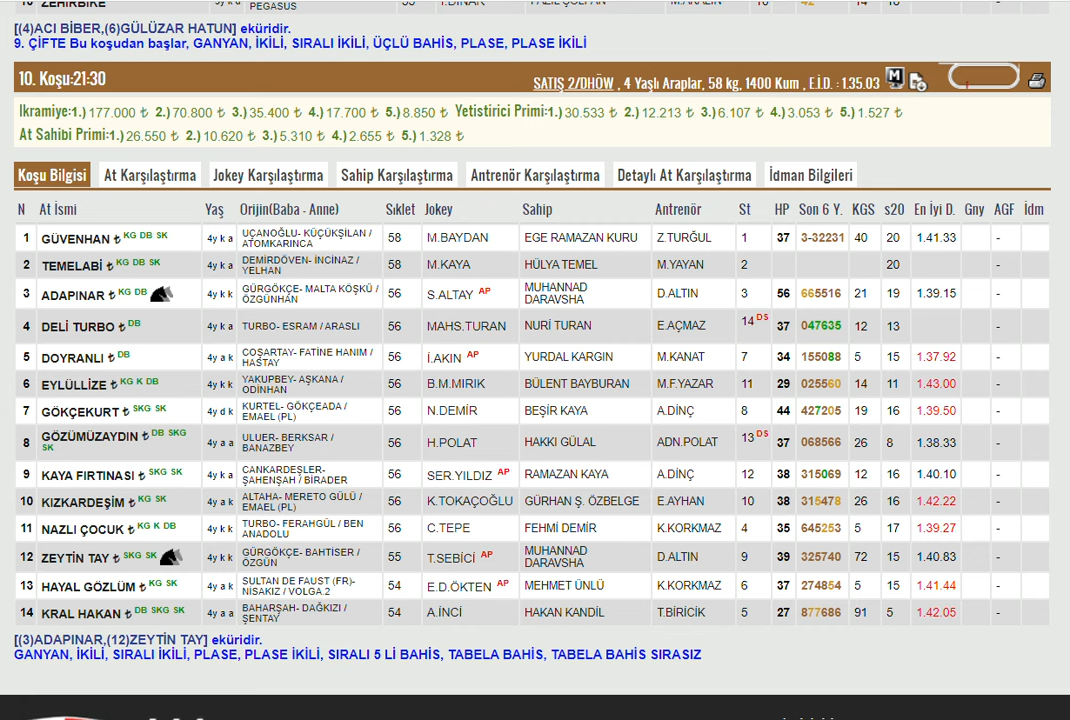 [(4)ACI BİBER,(6)GÜLÜZAR HATUN] eküridir.
9. ÇİFTE Bu koşudan başlar, GANYAN, İKİLİ, SIRALI İKİLİ, ÜÇLÜ BAHİS, PLASE, PLASE İKİLİ
10. Koşu:21:30
SATIŞ 2/DHÖW , 4 Yaşlı Araplar, 58 kg, 1400 Kum , E.İ.D. : 1.35.03
İkramiye:1.) 177.000 ₺ 2.) 70.800 ₺ 3.) 35.400 ₺ 4.) 17.700 ₺ 5.) 8.850 ₺ Yetistirici Primi:1.) 30.533 ₺ 2.) 12.213 ₺ 3.) 6.107 ₺ 4.) 3.053 ₺ 5.) 1.527 ₺
At Sahibi Primi:1.) 26.550 ₺ 2.) 10.620 ₺ 3.) 5.310 ₺ 4.) 2.655 ₺ 5.) 1.328 ₺
Koşu Bilgisi At Karşılaştırma Jokey Karşılaştırma Sahip Karşılaştırma Antrenör Karşılaştırma Detaylı At Karşılaştırma İdman Bilgileri
N At İsmi Yaş Orijin(Baba - Anne) Sıklet Jokey Sahip Antrenör St HP Son 6 Y. KGS s20 En İyi D. Gny AGF İdm
1 GÜVENHAN ₺ KG DB SK 4y k a UÇANOĞLU- KÜÇÜKŞİLAN / ATOMKARINCA 58 M.BAYDAN EGE RAMAZAN KURU Z.TURĞUL 1 37 3-32231 40 20 1.41.33 -
2 TEMELABİ ₺ KG DB SK 4y k a DEMİRDÖVEN- İNCİNAZ / YELHAN 58 M.KAYA HÜLYA TEMEL M.YAYAN 2 20 -
3 ADAPINAR ₺ KG DB 4y k k GÜRGÖKÇE- MALTA KÖŞKÜ / ÖZGÜNHAN 56 S.ALTAY AP MUHANNAD DARAVSHA D.ALTIN 3 56 665516 21 19 1.39.15 -
4 DELİ TURBO ₺ DB 4y k a TURBO- ESRAM / ARASLI 56 MAHS.TURAN NURİ TURAN E.AÇMAZ 14 DS 37 047635 12 13 -
5 DOYRANLI ₺ DB 4y a k COŞARTAY- FATİNE HANIM / HASTAY 56 İ.AKIN AP YURDAL KARGIN M.KANAT 7 34 155088 5 15 1.37.92 -
6 EYLÜLLİZE ₺ KG K DB 4y k k YAKUPBEY- AŞKANA / ODİNHAN 56 B.M.MIRIK BÜLENT BAYBURAN M.F.YAZAR 11 29 025560 14 11 1.43.00 -
7 GÖKÇEKURT ₺ SKG SK 4y d k KURTEL- GÖKÇEADA / EMAEL (PL) 56 N.DEMİR BEŞİR KAYA A.DİNÇ 8 44 427205 19 16 1.39.50 -
8 GÖZÜMÜZAYDIN ₺ DB SKG SK 4y a a ULUER- BERKSAR / BANAZBEY 56 H.POLAT HAKKI GÜLAL ADN.POLAT 13 DS 37 068566 26 8 1.38.33 -
9 KAYA FIRTINASI ₺ SKG SK 4y k a CANKARDEŞLER- ŞAHENŞAH / BİRADER 56 SER.YILDIZ AP RAMAZAN KAYA A.DİNÇ 12 38 315069 12 16 1.40.10 -
10 KIZKARDEŞİM ₺ KG SK 4y a k ALTAHA- MERETO GÜLÜ / EMAEL (PL) 56 K.TOKAÇOĞLU GÜRHAN Ş. ÖZBELGE E.AYHAN 10 38 315478 26 16 1.42.22 -
11 NAZLI ÇOCUK ₺ KG K DB 4y k k TURBO- FERAHGÜL / BEN ANADOLU 56 C.TEPE FEHMİ DEMİR K.KORKMAZ 4 35 645253 5 17 1.39.27 -
12 ZEYTİN TAY ₺ SKG SK 4y k k GÜRGÖKÇE- BAHTİSER / ÖZGÜN 55 T.SEBİCİ AP MUHANNAD DARAVSHA D.ALTIN 9 39 325740 72 15 1.40.83 -
13 HAYAL GÖZLÜM ₺ KG SK 4y a k SULTAN DE FAUST (FR)- NİSAKIZ / VOLGA.2 54 E.D.ÖKTEN AP MEHMET ÜNLÜ K.KORKMAZ 6 37 274854 5 15 1.41.44 -
14 KRAL HAKAN ₺ DB SKG SK 4y a a BAHARŞAH- DAĞKIZI / ŞENTAY 54 A.İNCİ HAKAN KANDİL T.BİRİCİK 5 27 877686 91 5 1.42.05 -
[(3)ADAPINAR,(12)ZEYTİN TAY] eküridir.
GANYAN, İKİLİ, SIRALI İKİLİ, PLASE, PLASE İKİLİ, SIRALI 5 Lİ BAHİS, TABELA BAHİS, TABELA BAHİS SIRASIZ